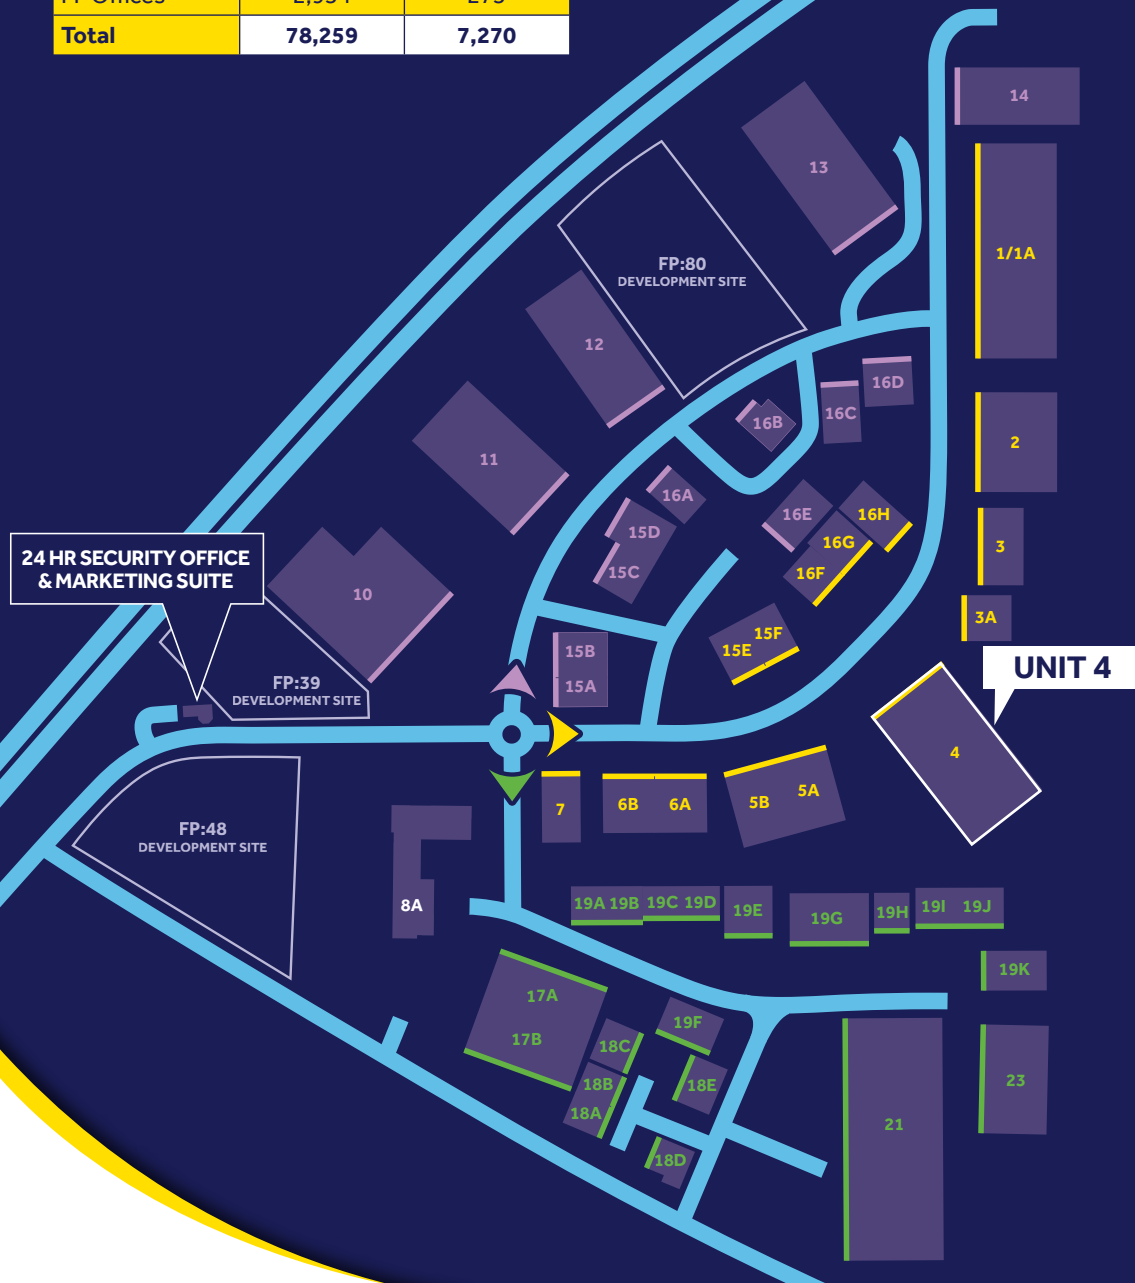 Total 78,259 7,270
14
13
1/1A
FP:80
DEVELOPMENT SITE
12
16D
16C
16B
2
11
16A
16E
16H
15D
16G
3
15C
16F
24 HR SECURITY OFFICE
& MARKETING SUITE
10
3A
15F
15B
15E
15A
UNIT 4
FP:39
DEVELOPMENT SITE
4
5A
5B
7
6B 6A
FP:48
DEVELOPMENT SITE
8A
19A 19B 19C 19D
19E
19G
19H
19I 19J
19K
17A
19F
17B
18C
18B
18E
23
18A
21
18D